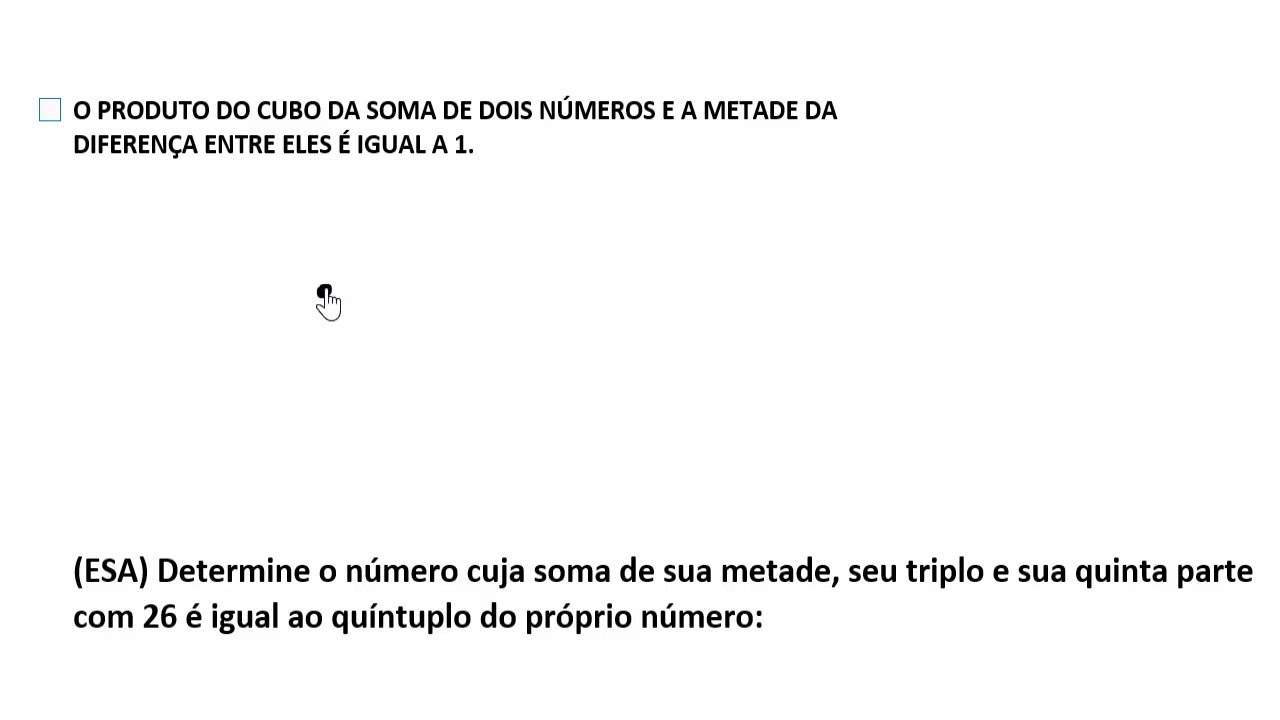 O PRODUTO DO CUBO DA SOMA DE DOIS NÚMEROS E A METADE DA
DIFERENÇA ENTRE ELES É IGUAL A 1.
(ESA) Determine o número cuja soma de sua metade, seu triplo e sua quinta parte
com 26 é igual ao quíntuplo do próprio número: